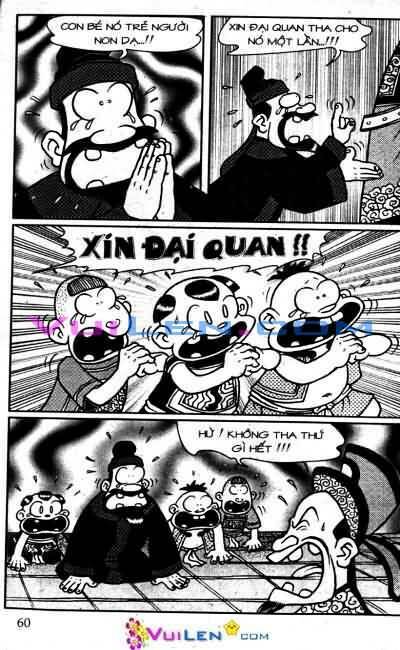 CON BÉ NÓ TRẺ NGƯỜI
NON DẠ...!!
XIN ĐẠI QUAN THA CHO
NÓ MỘT LẦN...!!!
XIN ĐẠI QUAN!!
VUILEN.COM
HỪ! KHÔNG THA THỨ
GÌ HẾT!!!
60
VUILEN.COM